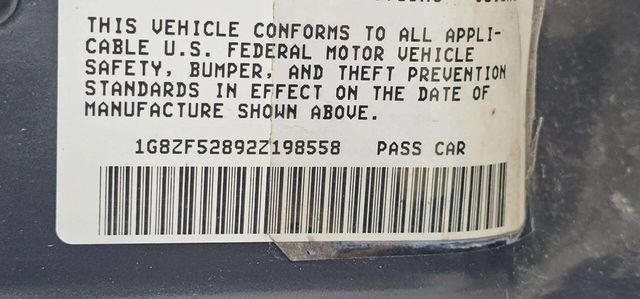 THIS VEHICLE CONFORMS TO ALL APPLI-
CABLE U.S. FEDERAL MOTOR VEHICLE
SAFETY, BUMPER, AND THEFT PREVENTION
STANDARDS IN EFFECT ON THE DATE OF
MANUFACTURE SHOWN ABOVE.
1G8ZF52892Z198558 PASS CAR